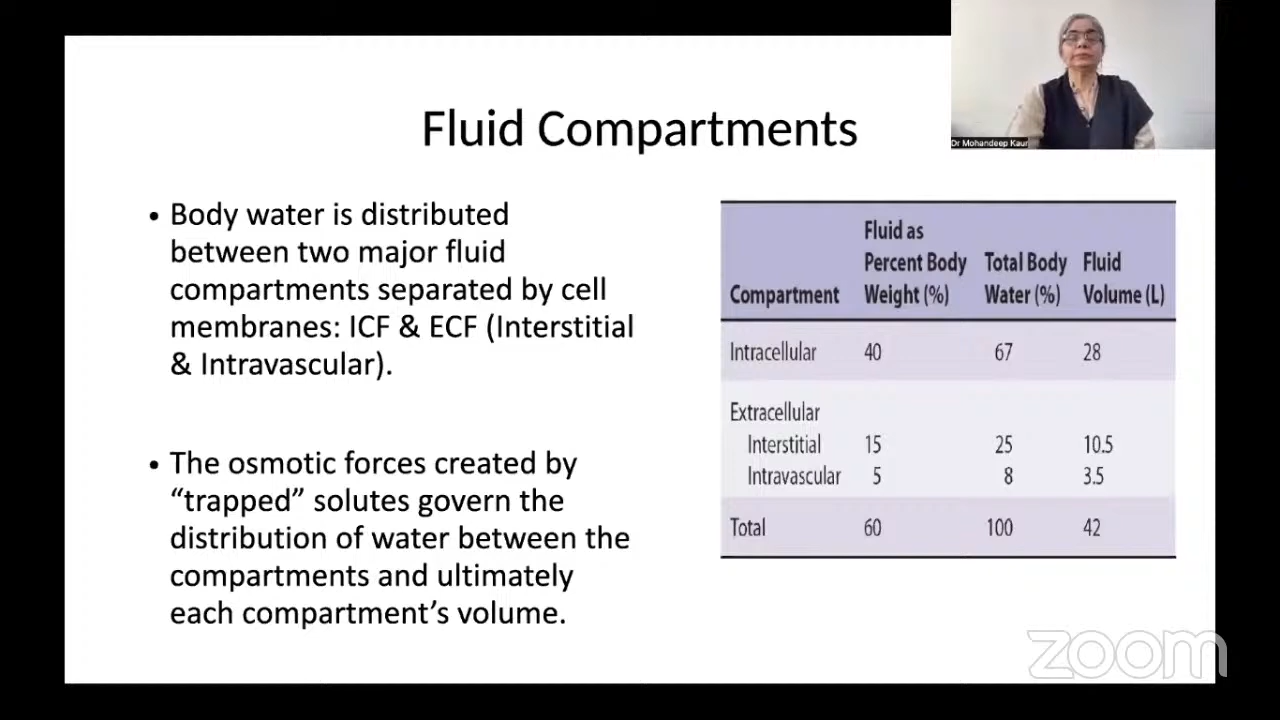 Fluid Compartments
Dr Mohandeep Kaur
• Body water is distributed
between two major fluid
compartments separated by cell
membranes: ICF & ECF (Interstitial
& Intravascular).
• The osmotic forces created by
“trapped” solutes govern the
distribution of water between the
compartments and ultimately
each compartment’s volume.
Fluid as
Percent Body Total Body Fluid
Compartment Weight (%) Water (%) Volume (L)
Intracellular 40 67 28
Extracellular
Interstitial 15 25 10.5
Intravascular 5 8 3.5
Total 60 100 42
zoom